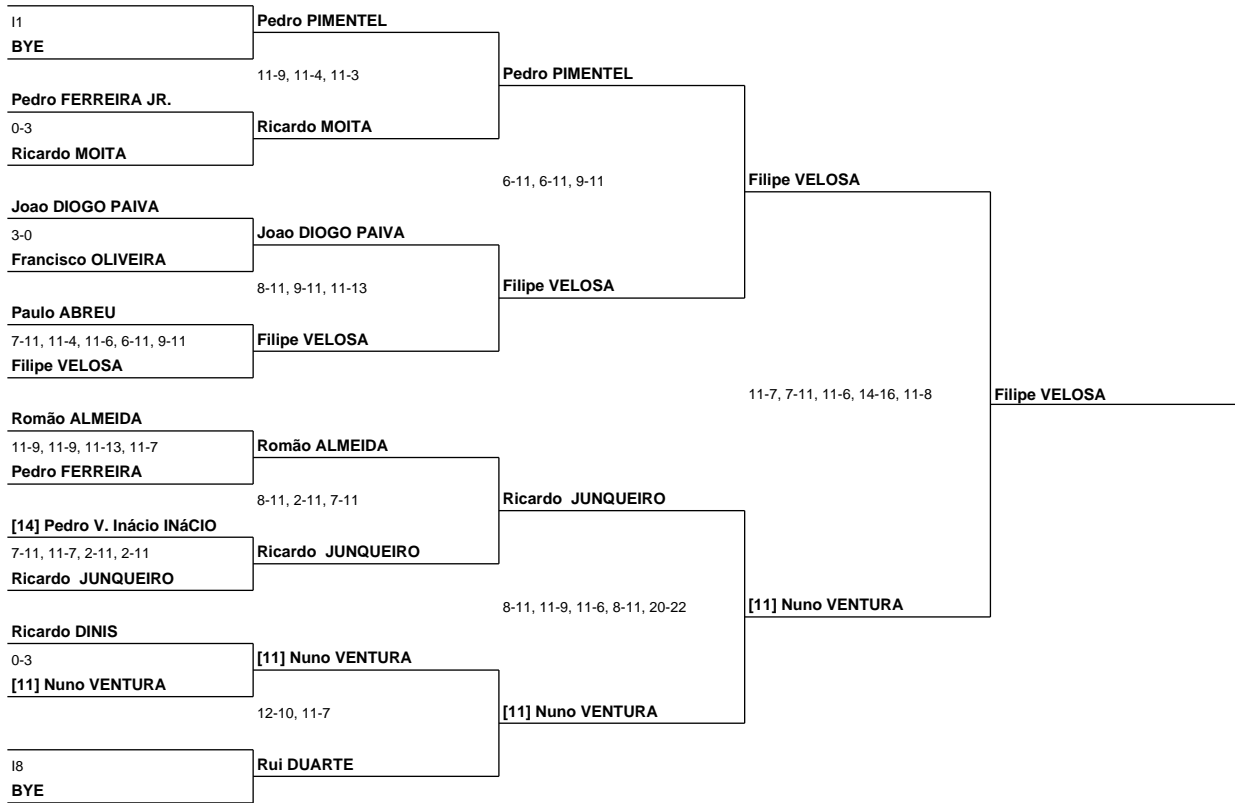 I1
BYE
Pedro PIMENTEL
11-9, 11-4, 11-3
Pedro PIMENTEL
Pedro FERREIRA JR.
0-3
Ricardo MOITA
Ricardo MOITA
6-11, 6-11, 9-11
Filipe VELOSA
Joao DIOGO PAIVA
3-0
Francisco OLIVEIRA
Joao DIOGO PAIVA
8-11, 9-11, 11-13
Filipe VELOSA
Paulo ABREU
7-11, 11-4, 11-6, 6-11, 9-11
Filipe VELOSA
Filipe VELOSA
11-7, 7-11, 11-6, 14-16, 11-8
Filipe VELOSA
Romão ALMEIDA
11-9, 11-9, 11-13, 11-7
Pedro FERREIRA
Romão ALMEIDA
8-11, 2-11, 7-11
Ricardo  JUNQUEIRO
[14] Pedro V. Inácio INáCIO
7-11, 11-7, 2-11, 2-11
Ricardo  JUNQUEIRO
Ricardo  JUNQUEIRO
8-11, 11-9, 11-6, 8-11, 20-22
[11] Nuno VENTURA
Ricardo DINIS
0-3
[11] Nuno VENTURA
[11] Nuno VENTURA
12-10, 11-7
[11] Nuno VENTURA
I8
BYE
Rui DUARTE